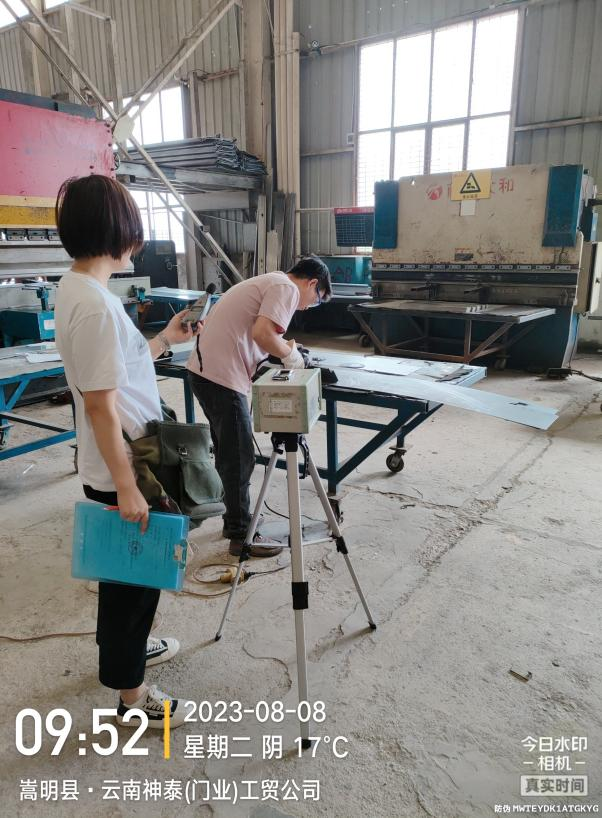 和
09:52
2023-08-08
星期二 阴 17°C
嵩明县·云南神泰(门业)工贸公司
今日水印
-相机-
真实时间
防伪 MWTEYDK1ATGKYG